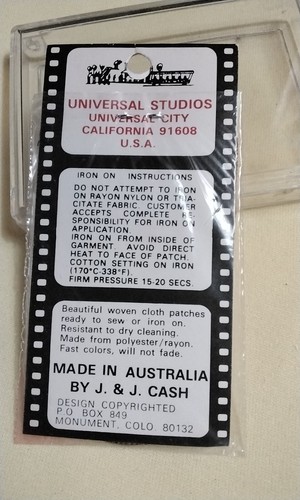 UNIVERSAL STUDIOS
UNIVERSAL CITY
CALIFORNIA 91608
U.S.A.
IRON ON INSTRUCTIONS
DO NOT ATTEMPT TO IRON
ON RAYON NYLON OR TRIA-
CITATE FABRIC CUSTOMER
ACCEPTS COMPLETE RE-
SPONSIBILITY FOR IRON ON
APPLICATION.
IRON ON FROM INSIDE OF
GARMENT. AVOID DIRECT
HEAT TO FACE OF PATCH.
COTTON SETTING ON IRON
(170°C-338°F).
FIRM PRESSURE 15-20 SECS.
Beautiful woven cloth patches
ready to sew or iron on.
Resistant to dry cleaning.
Made from polyester/rayon.
Fast colors, will not fade.
MADE IN AUSTRALIA
BY J. & J. CASH
DESIGN COPYRIGHTED
P.O. BOX 849
MONUMENT, COLO. 80132